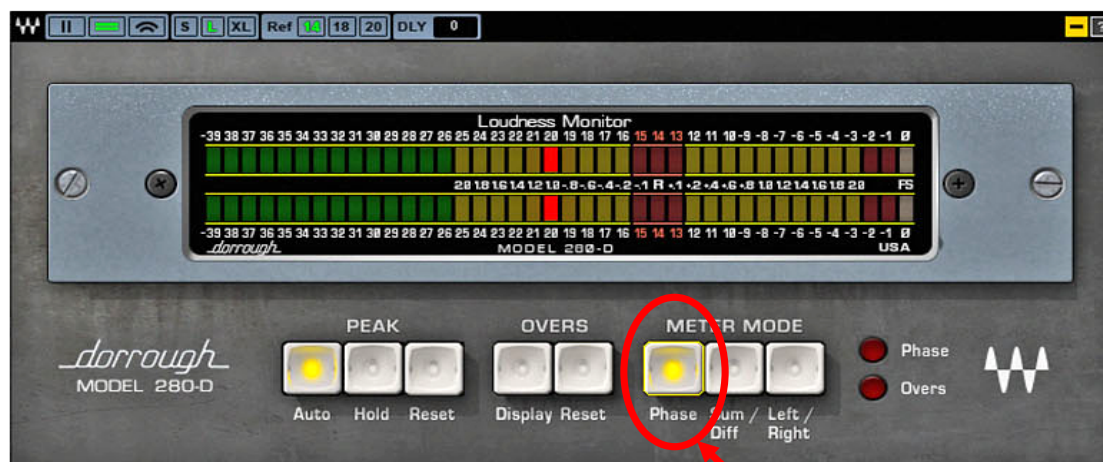 S L XL Ref 14 18 20 DLY 0
Loudness Monitor
-39 38 37 36 35 34 33 32 31 30 29 28 27 26 25 24 23 22 21 20 19 18 17 16 15 14 13 12 11 10 -9 -8 -7 -6 -5 -4 -3 -2 -1 0
2.0 1.8 1.6 1.4 1.2 1.0 -.8 -.6 -.4 -.2 -.1 R +.1 +.2 +.4 +.6 +.8 1.0 1.2 1.4 1.6 1.8 2.0 FS
-39 38 37 36 35 34 33 32 31 30 29 28 27 26 25 24 23 22 21 20 19 18 17 16 15 14 13 12 11 10 -9 -8 -7 -6 -5 -4 -3 -2 -1 0
dorrough MODEL 280-D USA
PEAK OVERS METER MODE
dorrough
MODEL 280-D
Auto Hold Reset Display Reset Phase Sum / Diff Left / Right
Phase
Overs